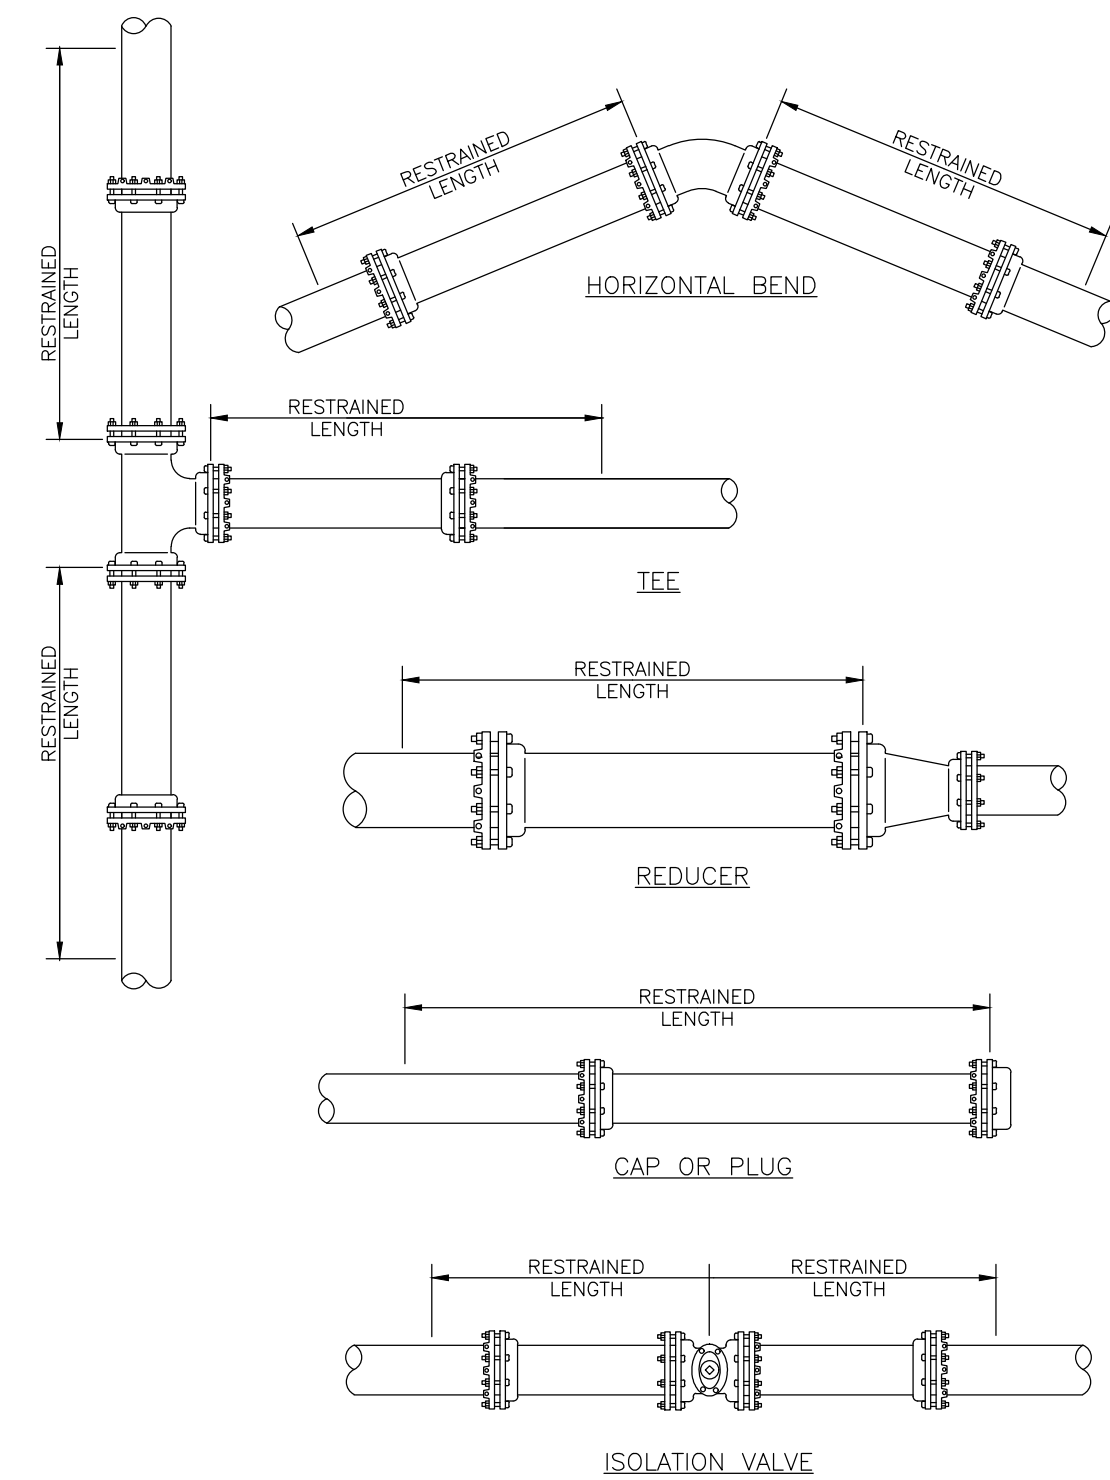 RESTRAINED
LENGTH
RESTRAINED
LENGTH
HORIZONTAL BEND
RESTRAINED
LENGTH
RESTRAINED
LENGTH
RESTRAINED
LENGTH
TEE
RESTRAINED
LENGTH
REDUCER
RESTRAINED
LENGTH
CAP OR PLUG
RESTRAINED
LENGTH
RESTRAINED
LENGTH
ISOLATION VALVE